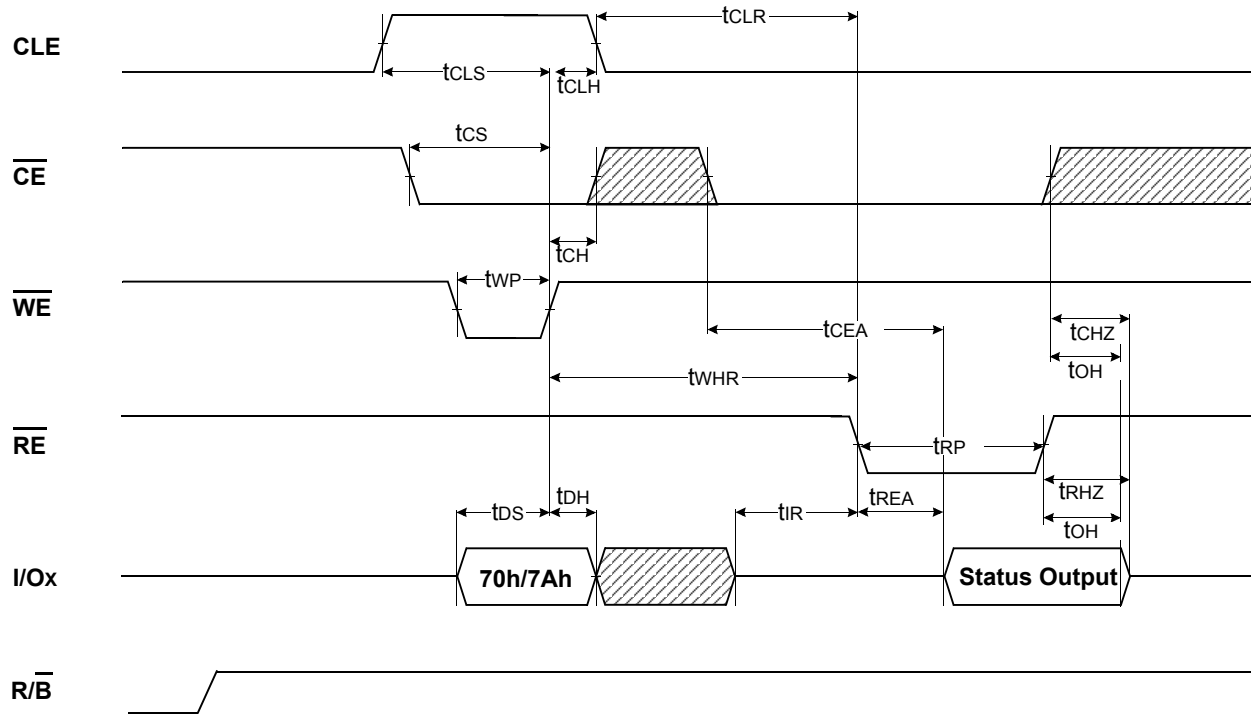 tCLR
CLE
tCLS
tCLH
tCS
CE
tCH
tWP
WE
tCEA
tCHZ
tOH
tWHR
RE
tRP
tDH
tRHZ
tDS
tIR
tREA
tOH
I/Ox
70h/7Ah
Status Output
R/B